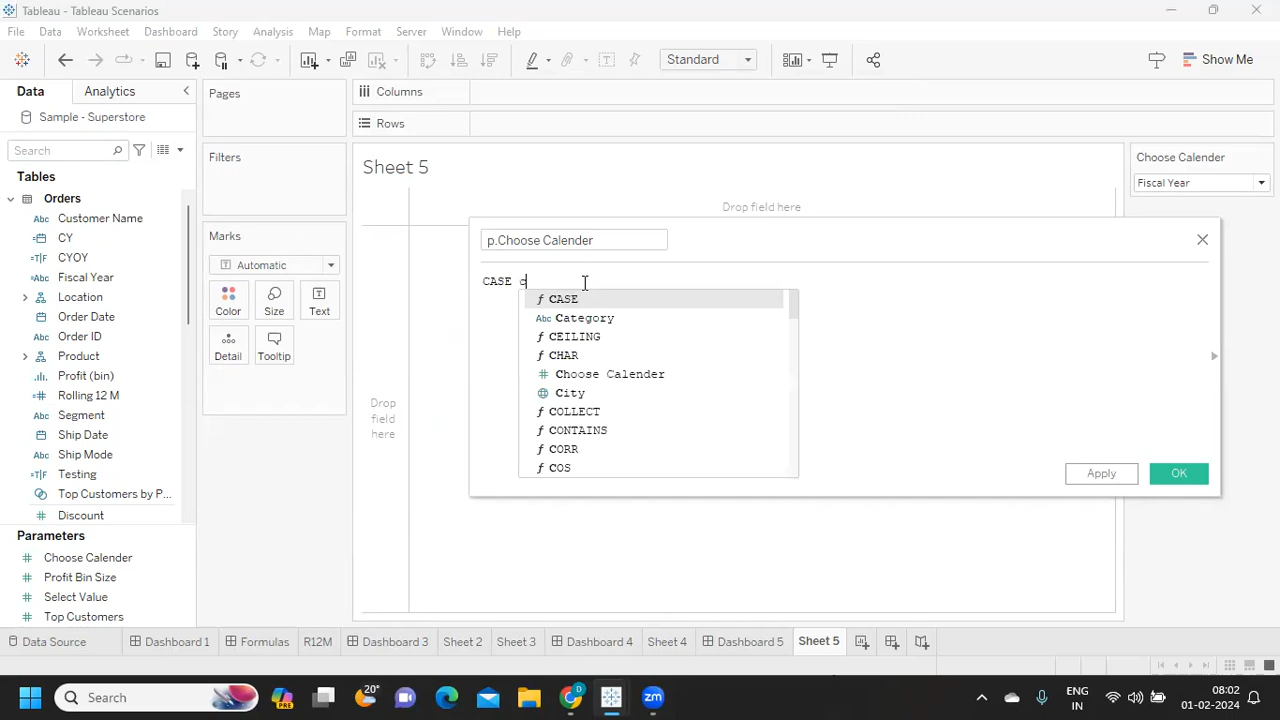 Tableau - Tableau Scenarios
File Data Worksheet Dashboard Story Analysis Map Format Server Window Help
Standard
Show Me
Data Analytics
Pages
Columns
Sample - Superstore
Rows
Search
Filters
Sheet 5
Choose Calender
Fiscal Year
Tables
Orders
Drop field here
Customer Name
CY
CYOY
Fiscal Year
Location
Order Date
Order ID
Product
Profit (bin)
Rolling 12 M
Segment
Ship Date
Ship Mode
Testing
Top Customers by P...
Discount
Marks
Automatic
Color Size Text
Detail Tooltip
Drop
field
here
p.Choose Calender
CASE c
CASE
Abc Category
CEILING
CHAR
Choose Calender
City
COLLECT
CONTAINS
CORR
COS
Apply OK
Parameters
Choose Calender
Profit Bin Size
Select Value
Top Customers
Data Source Dashboard 1 Formulas R12M Dashboard 3 Sheet 2 Sheet 3 Dashboard 4 Sheet 4 Dashboard 5 Sheet 5
Search
PRE
20°
zm
ENG
IN
08:02
01-02-2024